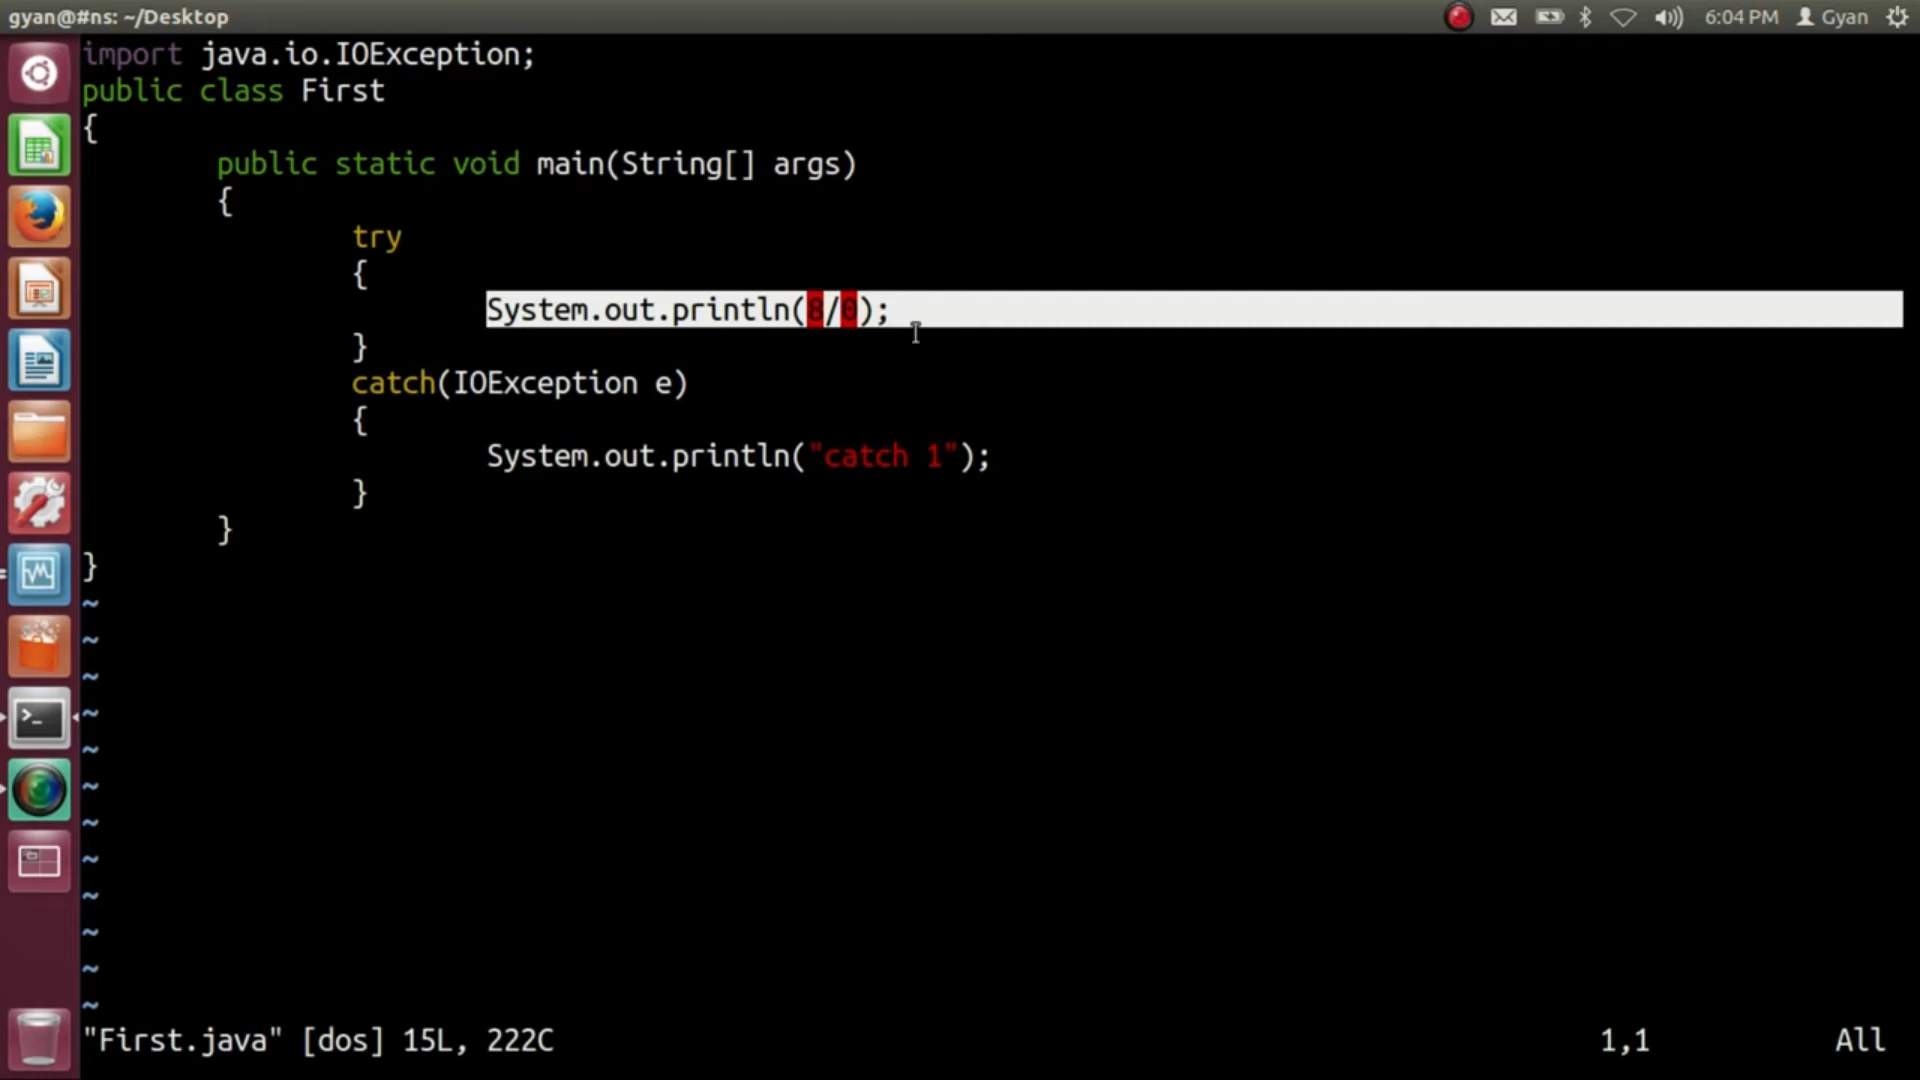 gyan@#ns: ~/Desktop
6:04 PM
Gyan
import java.io.IOException;
public class First
{
public static void main(String[] args)
{
try
{
System.out.println(8/0);
}
catch(IOException e)
{
System.out.println("catch 1");
}
}
}
~
~
~
~
~
~
~
~
~
~
~
~
"First.java" [dos] 15L, 222C 1,1 All